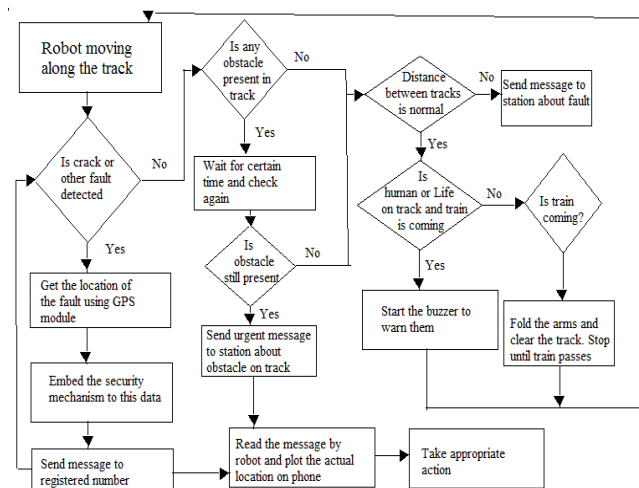 Robot moving
along the track
Is crack or
other fault
detected
No
Yes
Get the location of
the fault using GPS
module
Embed the security
mechanism to this data
Send message to
registered number
Is any
obstacle
present in
track
No
Yes
Wait for certain
time and check
again
Is
obstacle
still present
No
Yes
Send urgent message
to station about
obstacle on track
Read the message by
robot and plot the actual
location on phone
Take appropriate
action
Distance
between tracks
is normal
No
Send message to
station about fault
Yes
Is
human or Life
on track and train
is coming
No
Yes
Start the buzzer to
warn them
Is train
coming?
Fold the arms and
clear the track. Stop
until train passes